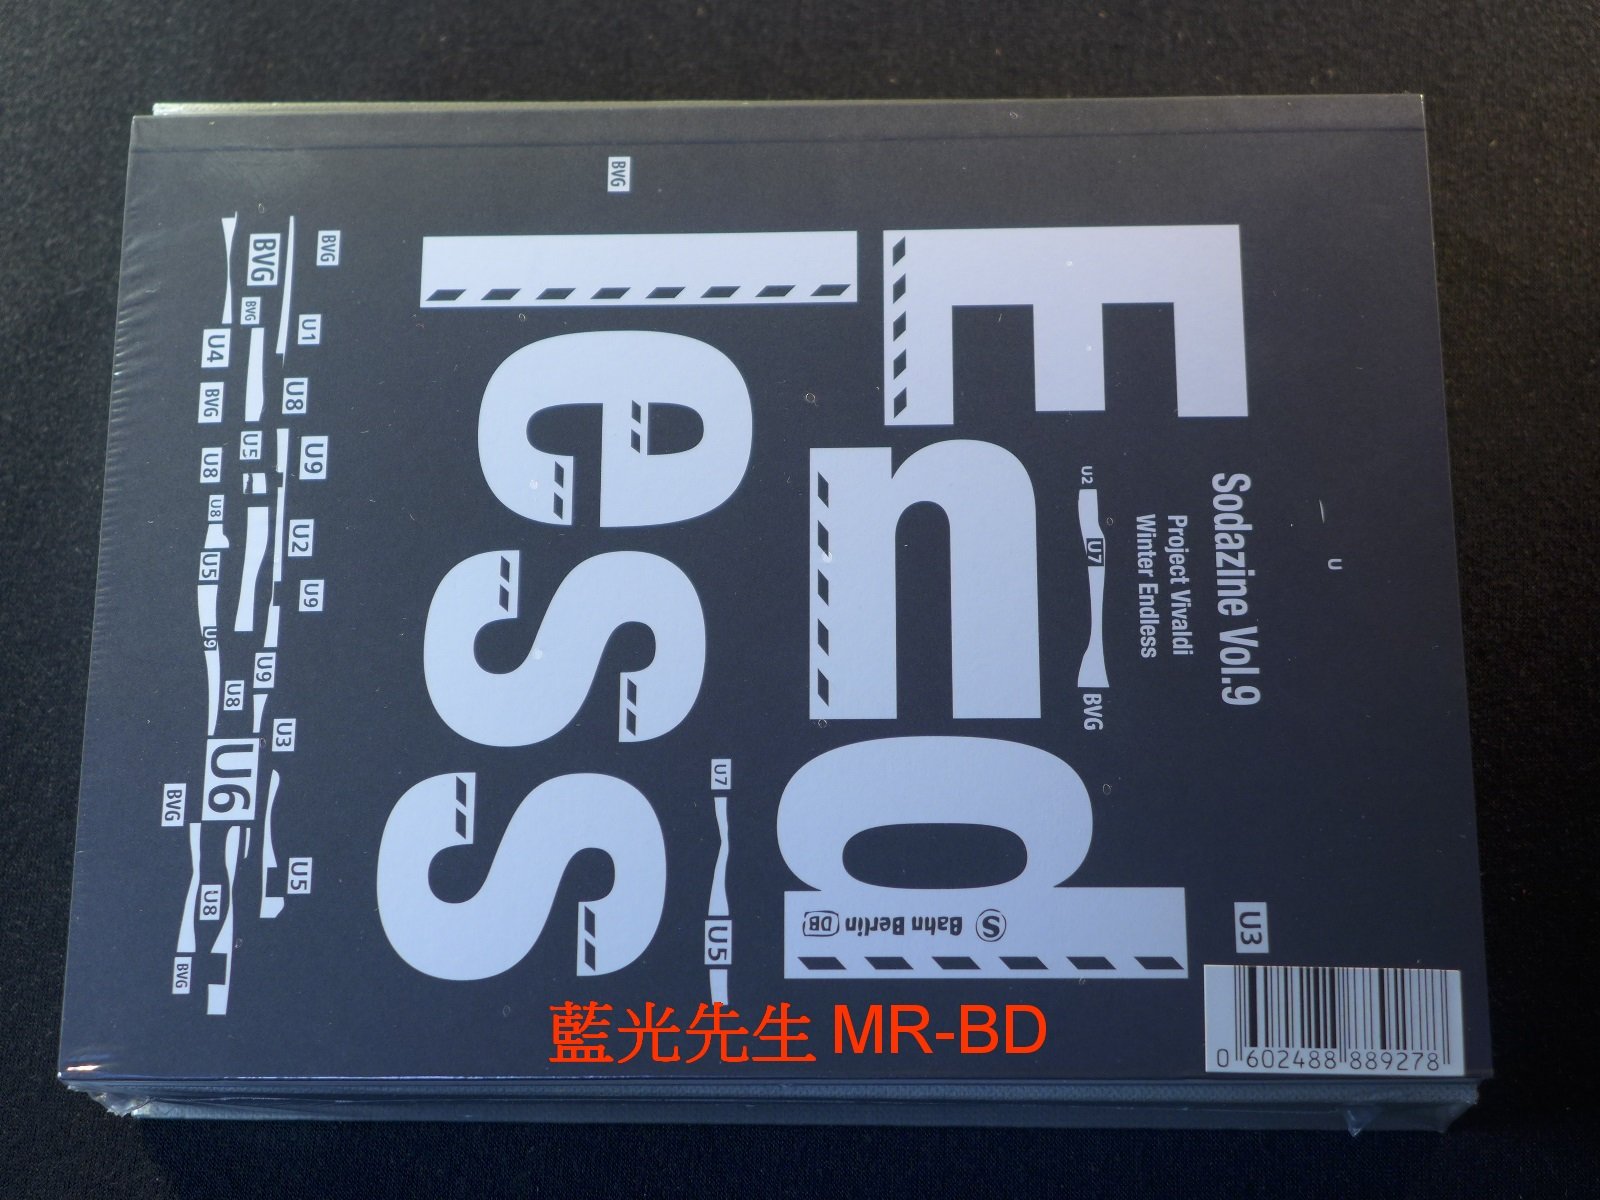 Sodazine Vol.9
Project Vivaldi
Winter Endless
End
less
U
U3
U2
U7
BVG
S Bahn Berlin DB
BVG
U7
U5
BVG
U1
U8
U9
U2
U9
BVG
BVG
U5
U9
U3
U5
U4
BVG
U8
U8
U5
U9
U8
U6
U8
BVG
BVG
0 602488 889278
藍光先生 MR-BD